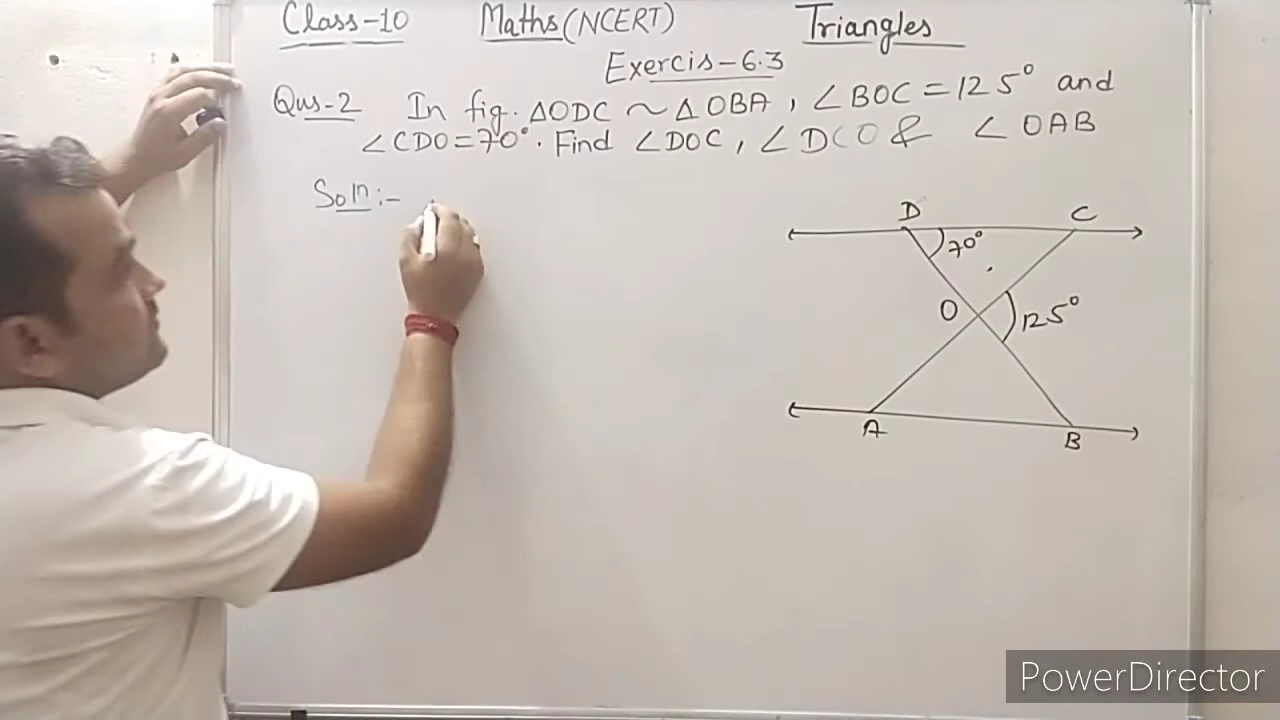 Class-10 Maths (NCERT) Triangles
Exercis-6.3
Qus-2 In fig. ΔODC ~ ΔOBA, ∠BOC = 125° and
∠CDO = 70°. Find ∠DOC, ∠DCO & ∠OAB
Soln:-
D C
70°
O 125°
A B
PowerDirector